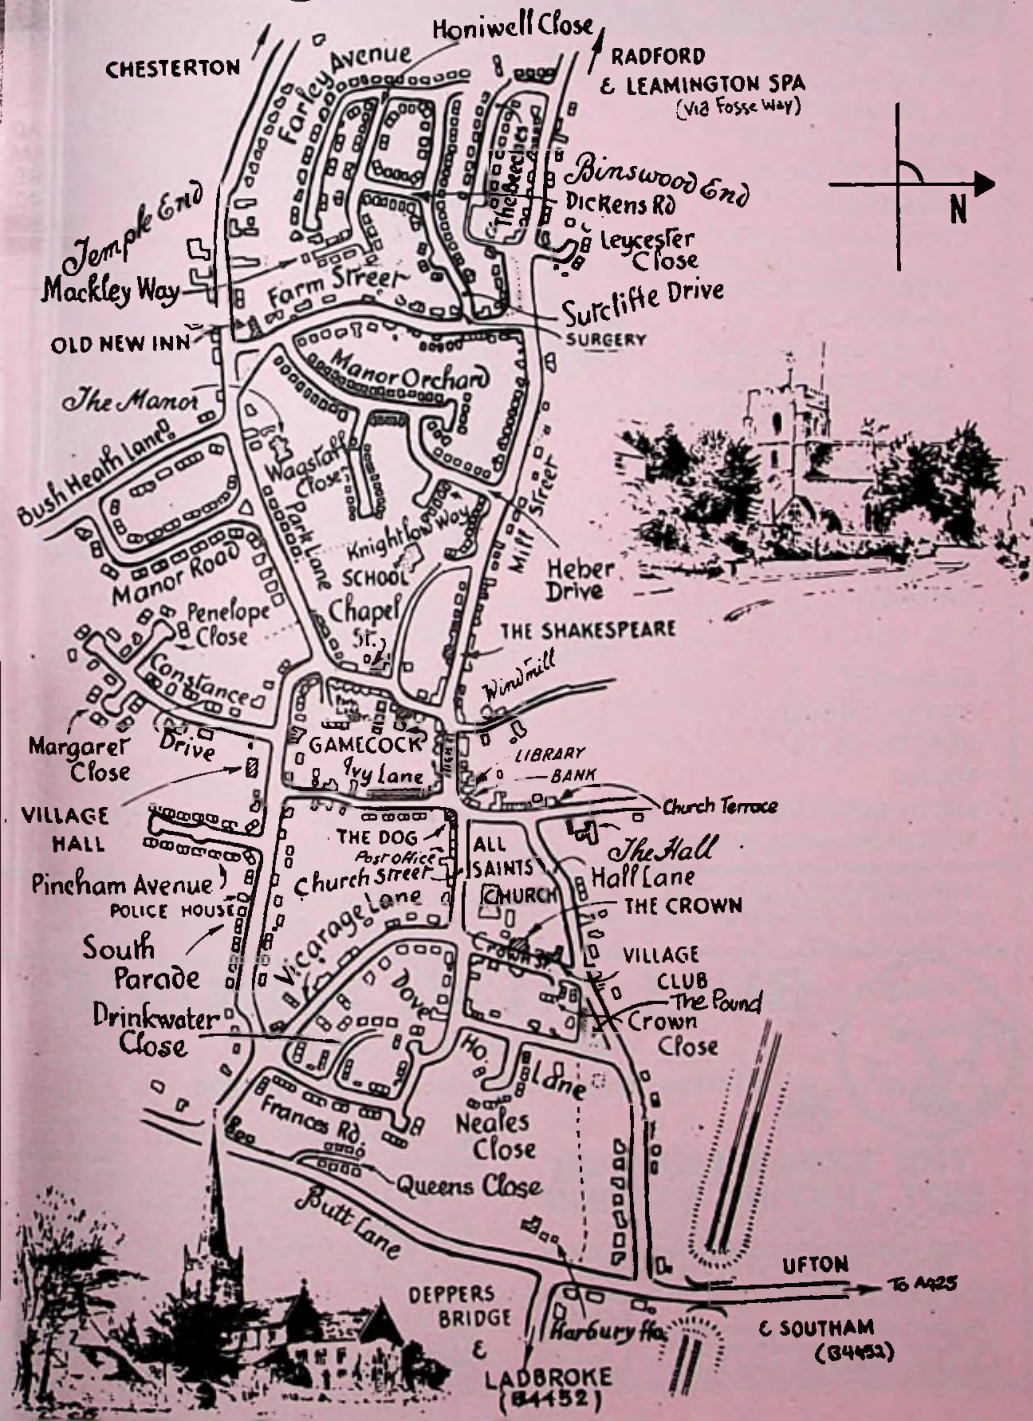 Honiwell Close
CHESTERTON
Farley Avenue
RADFORD
& LEAMINGTON SPA
(Via Fosse Way)
N
The Beeches
Binswood End
Dickens Rd
Leycester
Close
Temple End
Mackley Way
Farm Street
Sutcliffe Drive
OLD NEW INN
SURGERY
Manor Orchard
The Manor
Bush Heath Lane
Wagstaff
Close
Park Lane
Mill Street
Knightlow Way
Manor Road
SCHOOL
Heber
Drive
Penelope
Close
Chapel
St.
THE SHAKESPEARE
Constance
Drive
Windmill
Margaret
Close
GAMECOCK
HIGH ST
LIBRARY
BANK
Ivy Lane
VILLAGE
HALL
Church Terrace
THE DOG
Post office
Church Street
ALL
SAINTS
CHURCH
The Hall
Hall Lane
Pincham Avenue
POLICE HOUSE
Vicarage Lane
THE CROWN
South
Parade
Crown St
VILLAGE
CLUB
The Pound
Crown
Close
Drinkwater
Close
Dove
Ho.
Lane
Frances Rd.
Neales
Close
Queens Close
Butt Lane
UFTON
To A425
DEPPERS
BRIDGE
&
LADBROKE
(B4452)
Harbury Ho.
& SOUTHAM
(B4452)